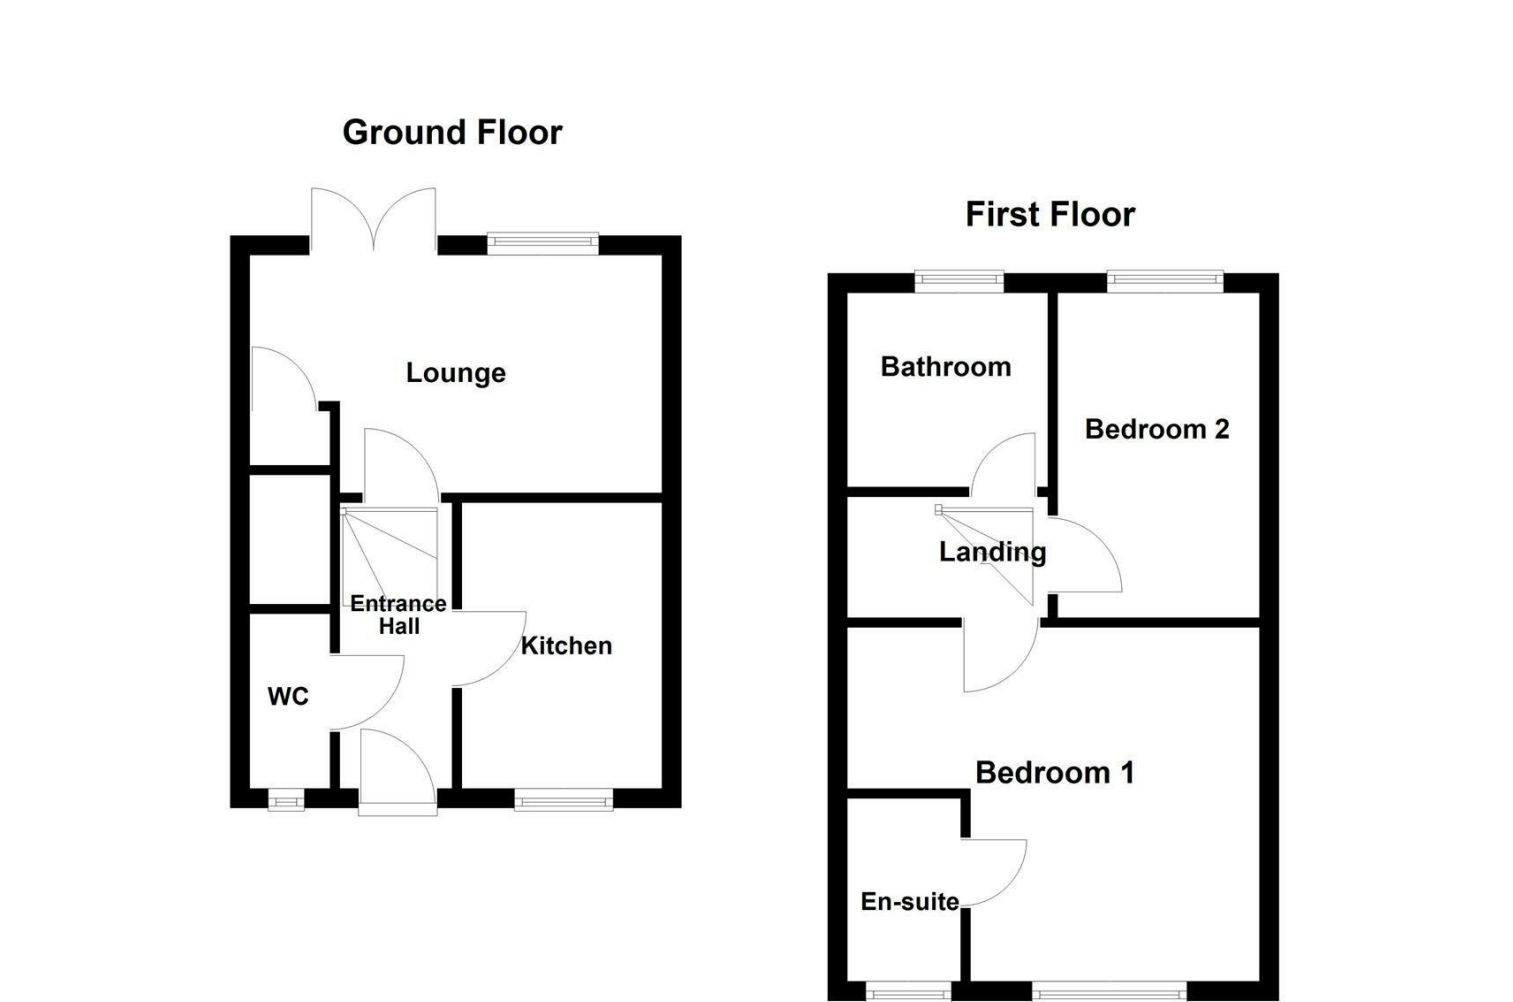 Ground Floor
Lounge
Entrance
Hall
Kitchen
WC
First Floor
Bathroom
Bedroom 2
Landing
Bedroom 1
En-suite